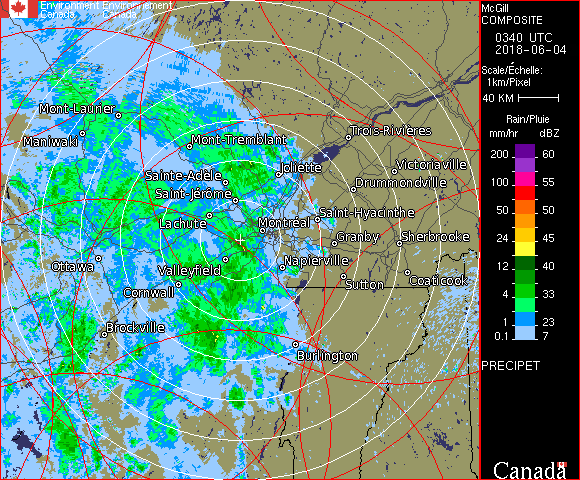 Environment Environnement
Canada Canada
McGill
COMPOSITE
0340 UTC
2018-06-04
Scale/Échelle:
1km/Pixel
40 KM
Rain/Pluie
mm/hr dBZ
200 60
100 55
50 50
24 45
12 40
4 33
1 23
0.1 7
PRECIPET
Canada
Mont-Laurier
Maniwaki
Mont-Tremblant
Trois-Rivières
Sainte-Adèle
Joliette
Victoriaville
Saint-Jérôme
Drummondville
Lachute
Montréal
Saint-Hyacinthe
Granby
Sherbrooke
Ottawa
Valleyfield
Napierville
Cornwall
Sutton
Coaticook
Brockville
Burlington